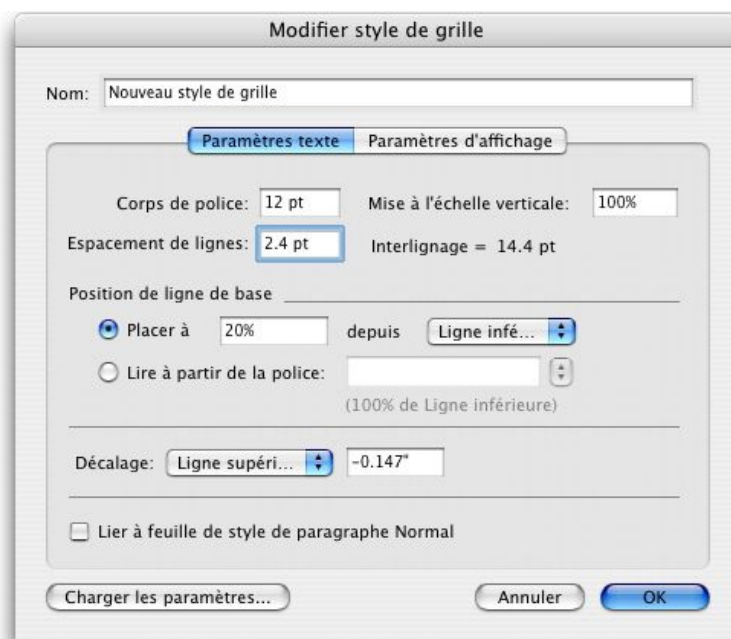 Modifier style de grille
Nom: Nouveau style de grille
Paramètres texte Paramètres d'affichage
Corps de police: 12 pt Mise à l'échelle verticale: 100%
Espacement de lignes: 2.4 pt Interlignage = 14.4 pt
Position de ligne de base
Placer à 20% depuis Ligne infé...
Lire à partir de la police:
(100% de Ligne inférieure)
Décalage: Ligne supéri... -0.147"
Lier à feuille de style de paragraphe Normal
Charger les paramètres... Annuler OK